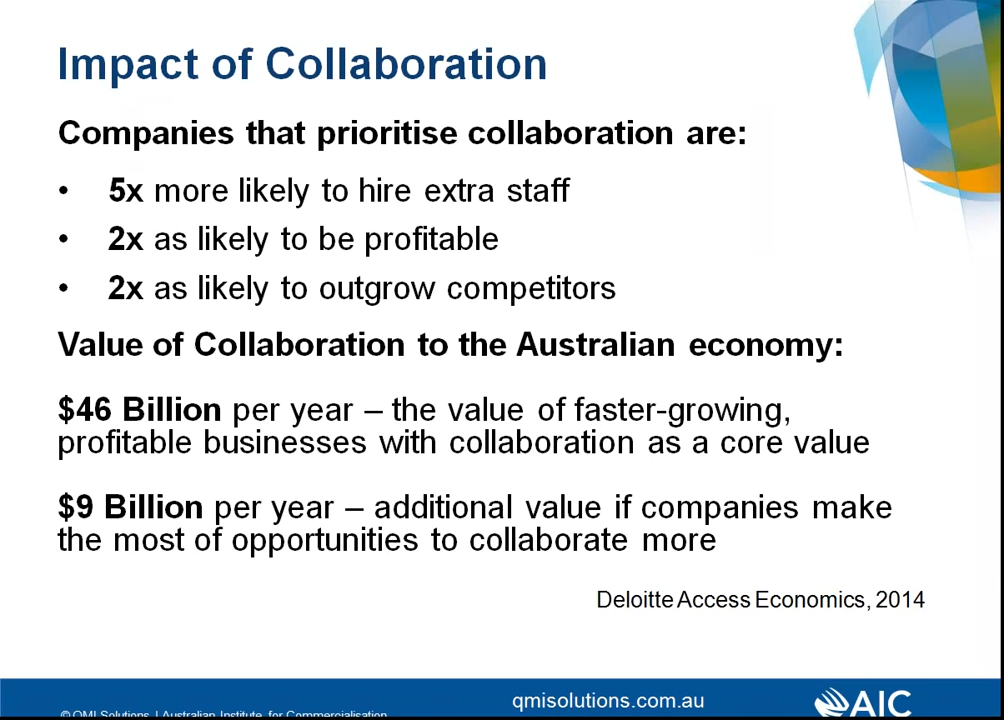 Impact of Collaboration
Companies that prioritise collaboration are:
• 5x more likely to hire extra staff
• 2x as likely to be profitable
• 2x as likely to outgrow competitors
Value of Collaboration to the Australian economy:
$46 Billion per year – the value of faster-growing,
profitable businesses with collaboration as a core value
$9 Billion per year – additional value if companies make
the most of opportunities to collaborate more
Deloitte Access Economics, 2014
qmisolutions.com.au
AIC
© QMI Solutions | Australian Institute for Commercialisation